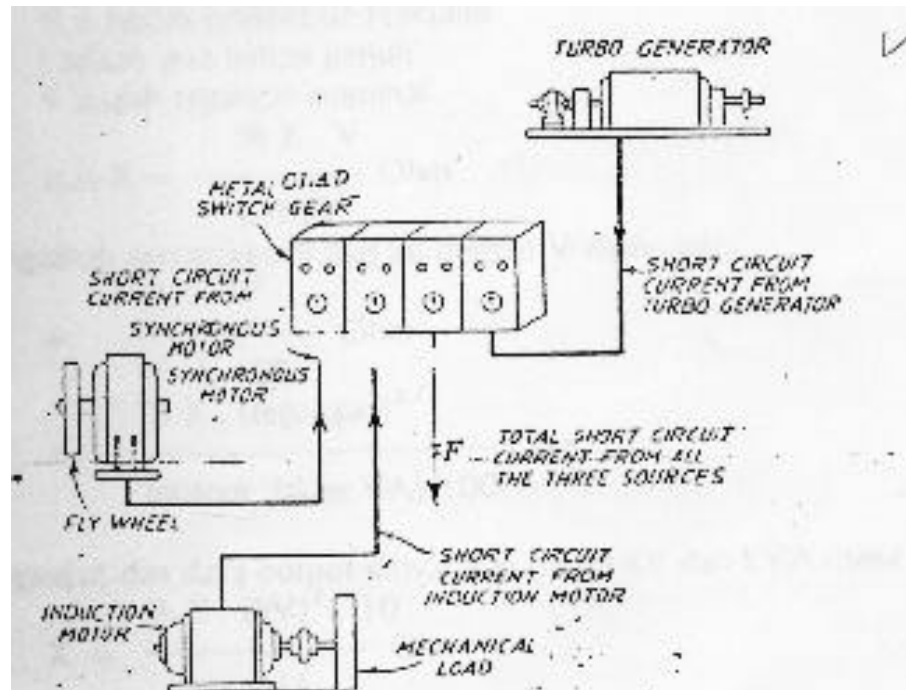 TURBO GENERATOR
METAL CLAD
SWITCH GEAR
SHORT CIRCUIT
CURRENT FROM
SYNCHRONOUS
MOTOR
SHORT CIRCUIT
CURRENT FROM
TURBO GENERATOR
SYNCHRONOUS
MOTOR
F
TOTAL SHORT CIRCUIT
CURRENT FROM ALL
THE THREE SOURCES
FLY WHEEL
SHORT CIRCUIT
CURRENT FROM
INDUCTION MOTOR
INDUCTION
MOTOR
MECHANICAL
LOAD